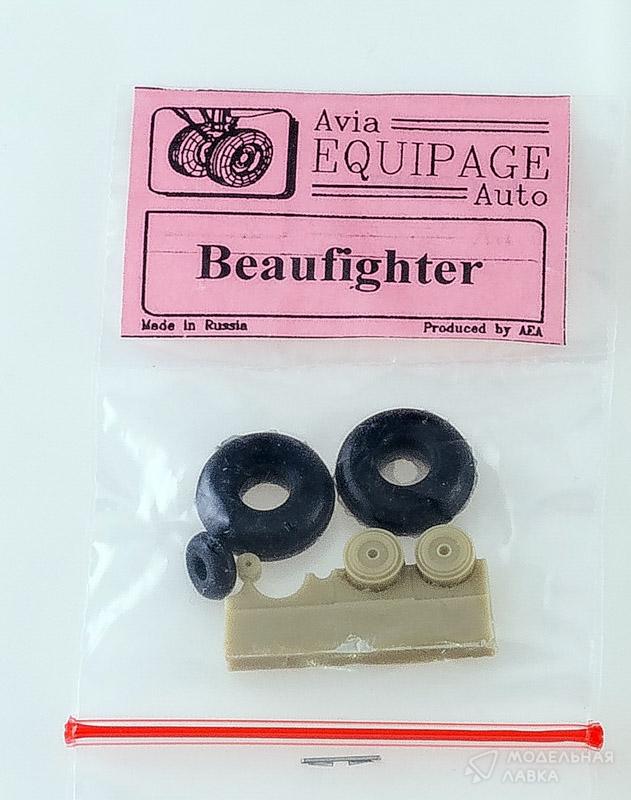 Avia
EQUIPAGE
Auto
Beaufighter
Made in Russia
Produced by AEA
МОДЕЛЬНАЯ
ЛАВКА